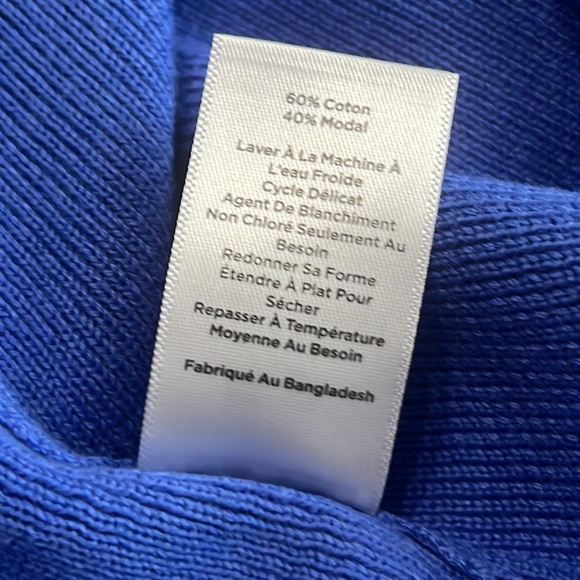 60% Coton
40% Modal
Laver À La Machine À
L'eau Froide
Cycle Délicat
Agent De Blanchiment
Non Chloré Seulement Au
Besoin
Redonner Sa Forme
Étendre À Plat Pour
Sécher
Repasser À Température
Moyenne Au Besoin
Fabriqué Au Bangladesh